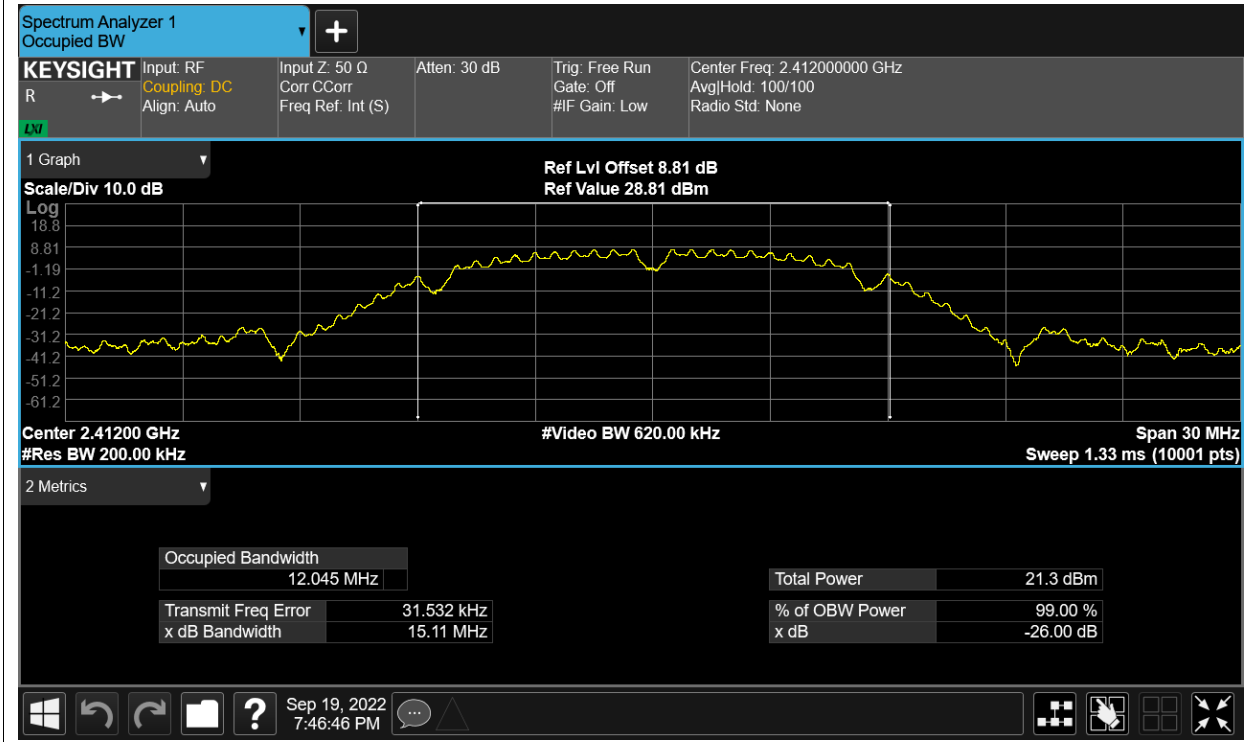 Spectrum Analyzer 1
Occupied BW
KEYSIGHT
R
LXI
Input: RF
Coupling: DC
Align: Auto
Input Z: 50 Ω
Corr CCorr
Freq Ref: Int (S)
Atten: 30 dB
Trig: Free Run
Gate: Off
#IF Gain: Low
Center Freq: 2.412000000 GHz
Avg|Hold: 100/100
Radio Std: None
1 Graph
Scale/Div 10.0 dB
Ref Lvl Offset 8.81 dB
Ref Value 28.81 dBm
Log
18.8
8.81
-1.19
-11.2
-21.2
-31.2
-41.2
-51.2
-61.2
Center 2.41200 GHz
#Video BW 620.00 kHz
Span 30 MHz
#Res BW 200.00 kHz
Sweep 1.33 ms (10001 pts)
2 Metrics
Occupied Bandwidth
12.045 MHz
Total Power 21.3 dBm
Transmit Freq Error 31.532 kHz
% of OBW Power 99.00 %
x dB Bandwidth 15.11 MHz
x dB -26.00 dB
Sep 19, 2022
7:46:46 PM